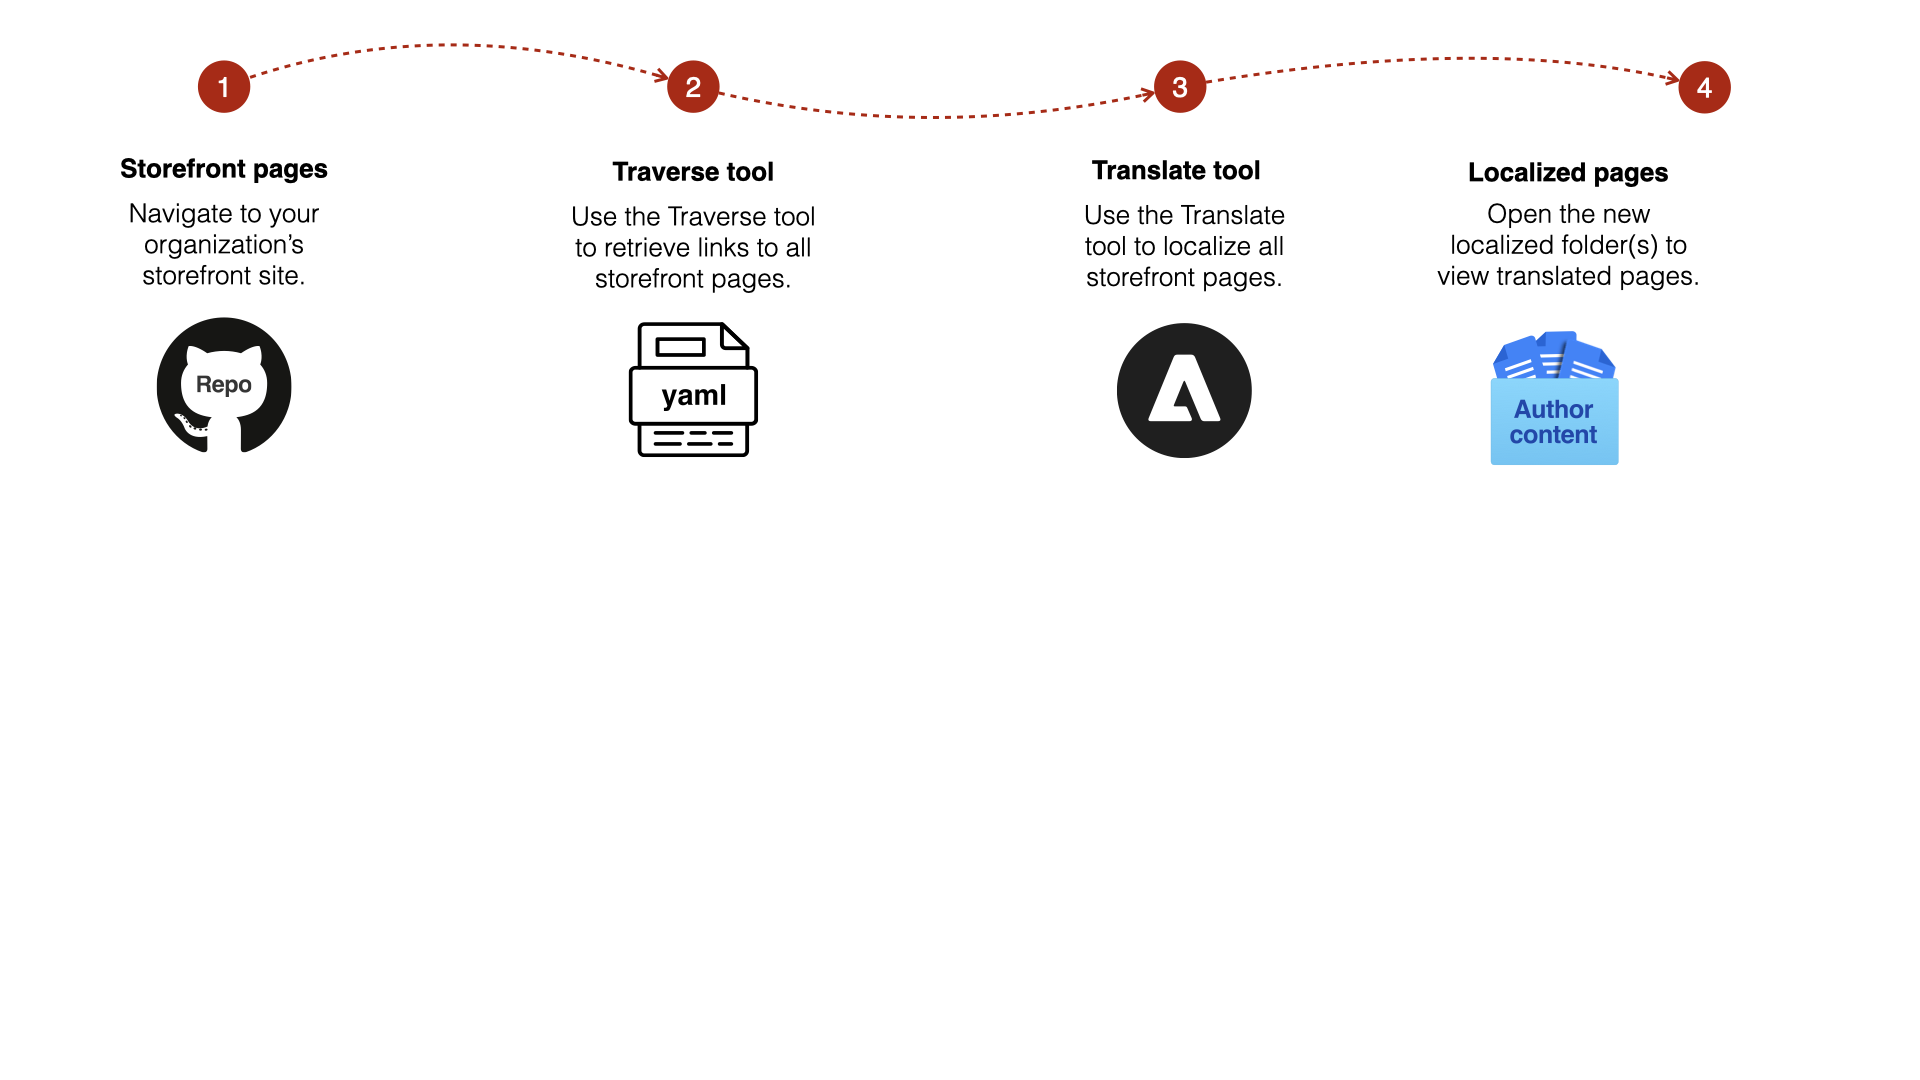 1
2
3
4
Storefront pages
Navigate to your
organization’s
storefront site.
Repo
Traverse tool
Use the Traverse tool
to retrieve links to all
storefront pages.
yaml
Translate tool
Use the Translate
tool to localize all
storefront pages.
Localized pages
Open the new
localized folder(s) to
view translated pages.
Author
content